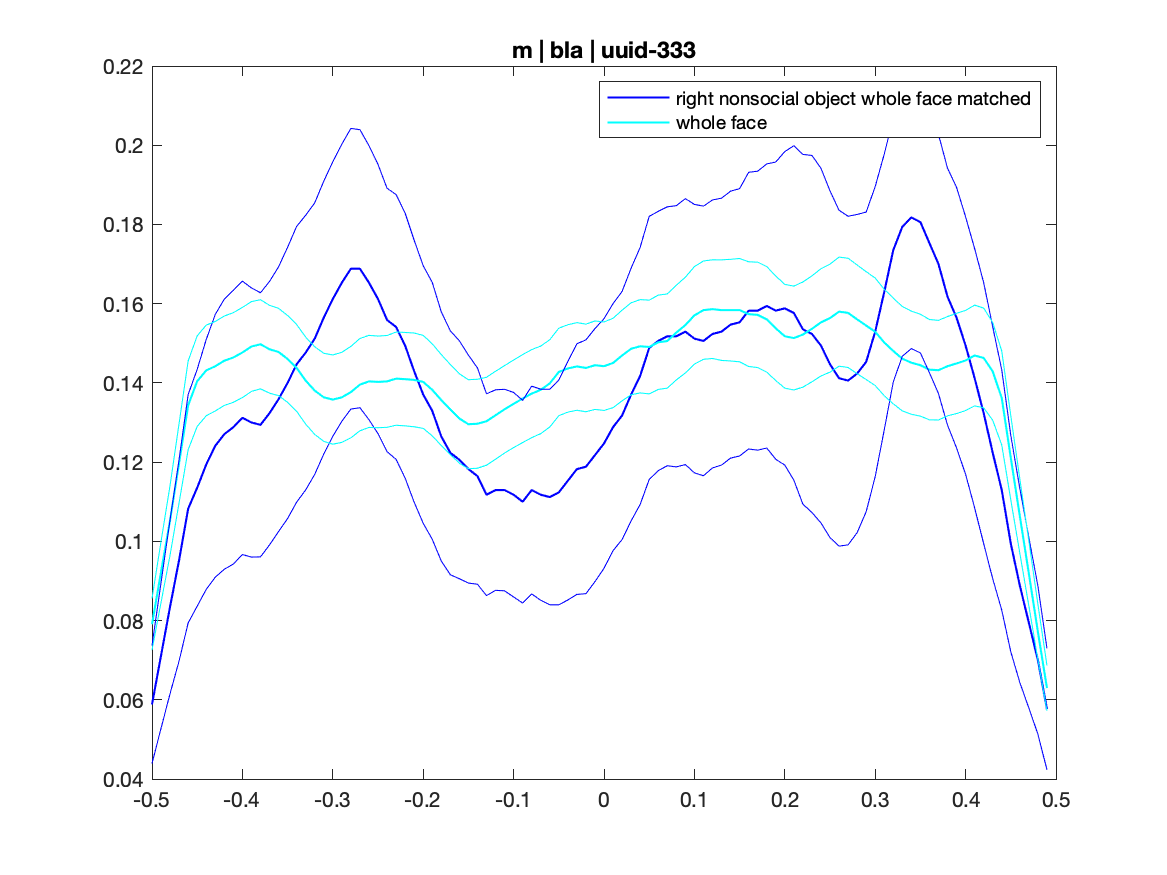 m | bla | uuid-333
0.22
0.2
0.18
0.16
0.14
0.12
0.1
0.08
0.06
0.04
right nonsocial object whole face matched
whole face
-0.5 -0.4 -0.3 -0.2 -0.1 0 0.1 0.2 0.3 0.4 0.5